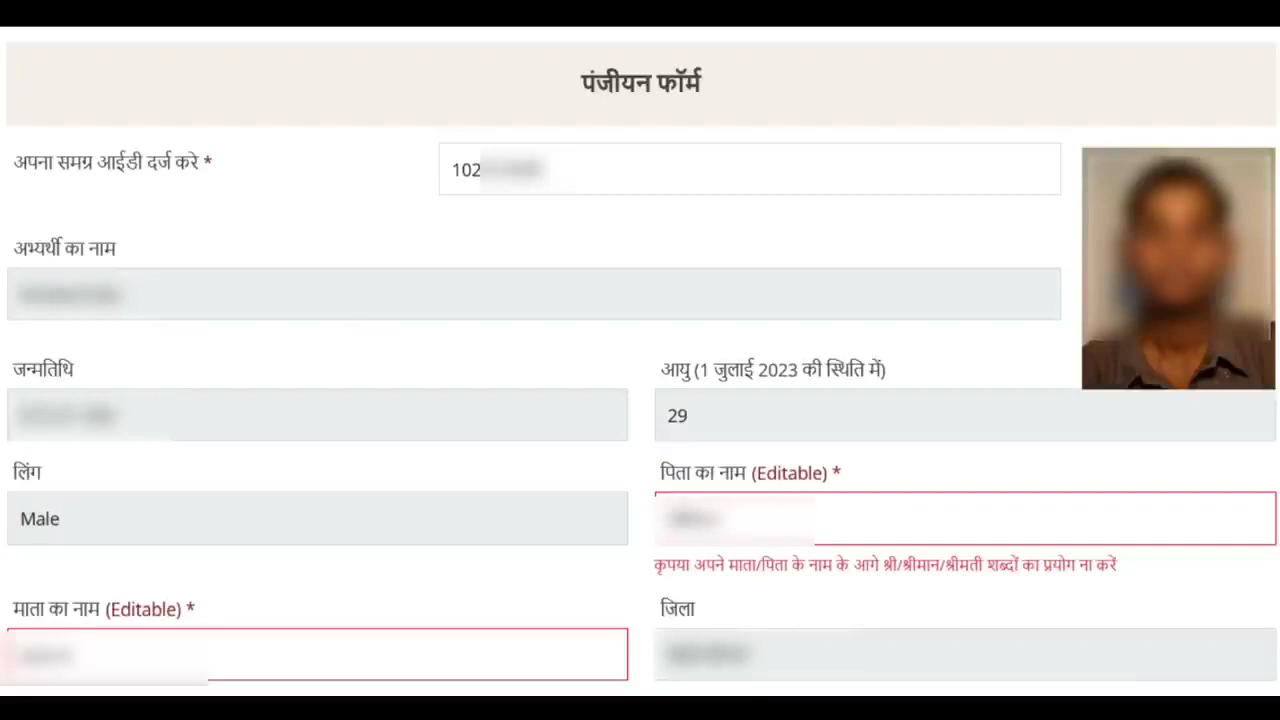 पंजीयन फॉर्म
अपना समग्र आईडी दर्ज करे *
102
अभ्यर्थी का नाम
जन्मतिथि
आयु (1 जुलाई 2023 की स्थिति में)
29
लिंग
पिता का नाम (Editable) *
Male
कृपया अपने माता/पिता के नाम के आगे श्री/श्रीमान/श्रीमती शब्दों का प्रयोग ना करें
माता का नाम (Editable) *
जिला